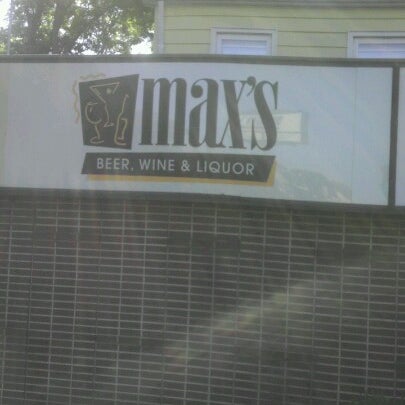 max's
BEER, WINE & LIQUOR